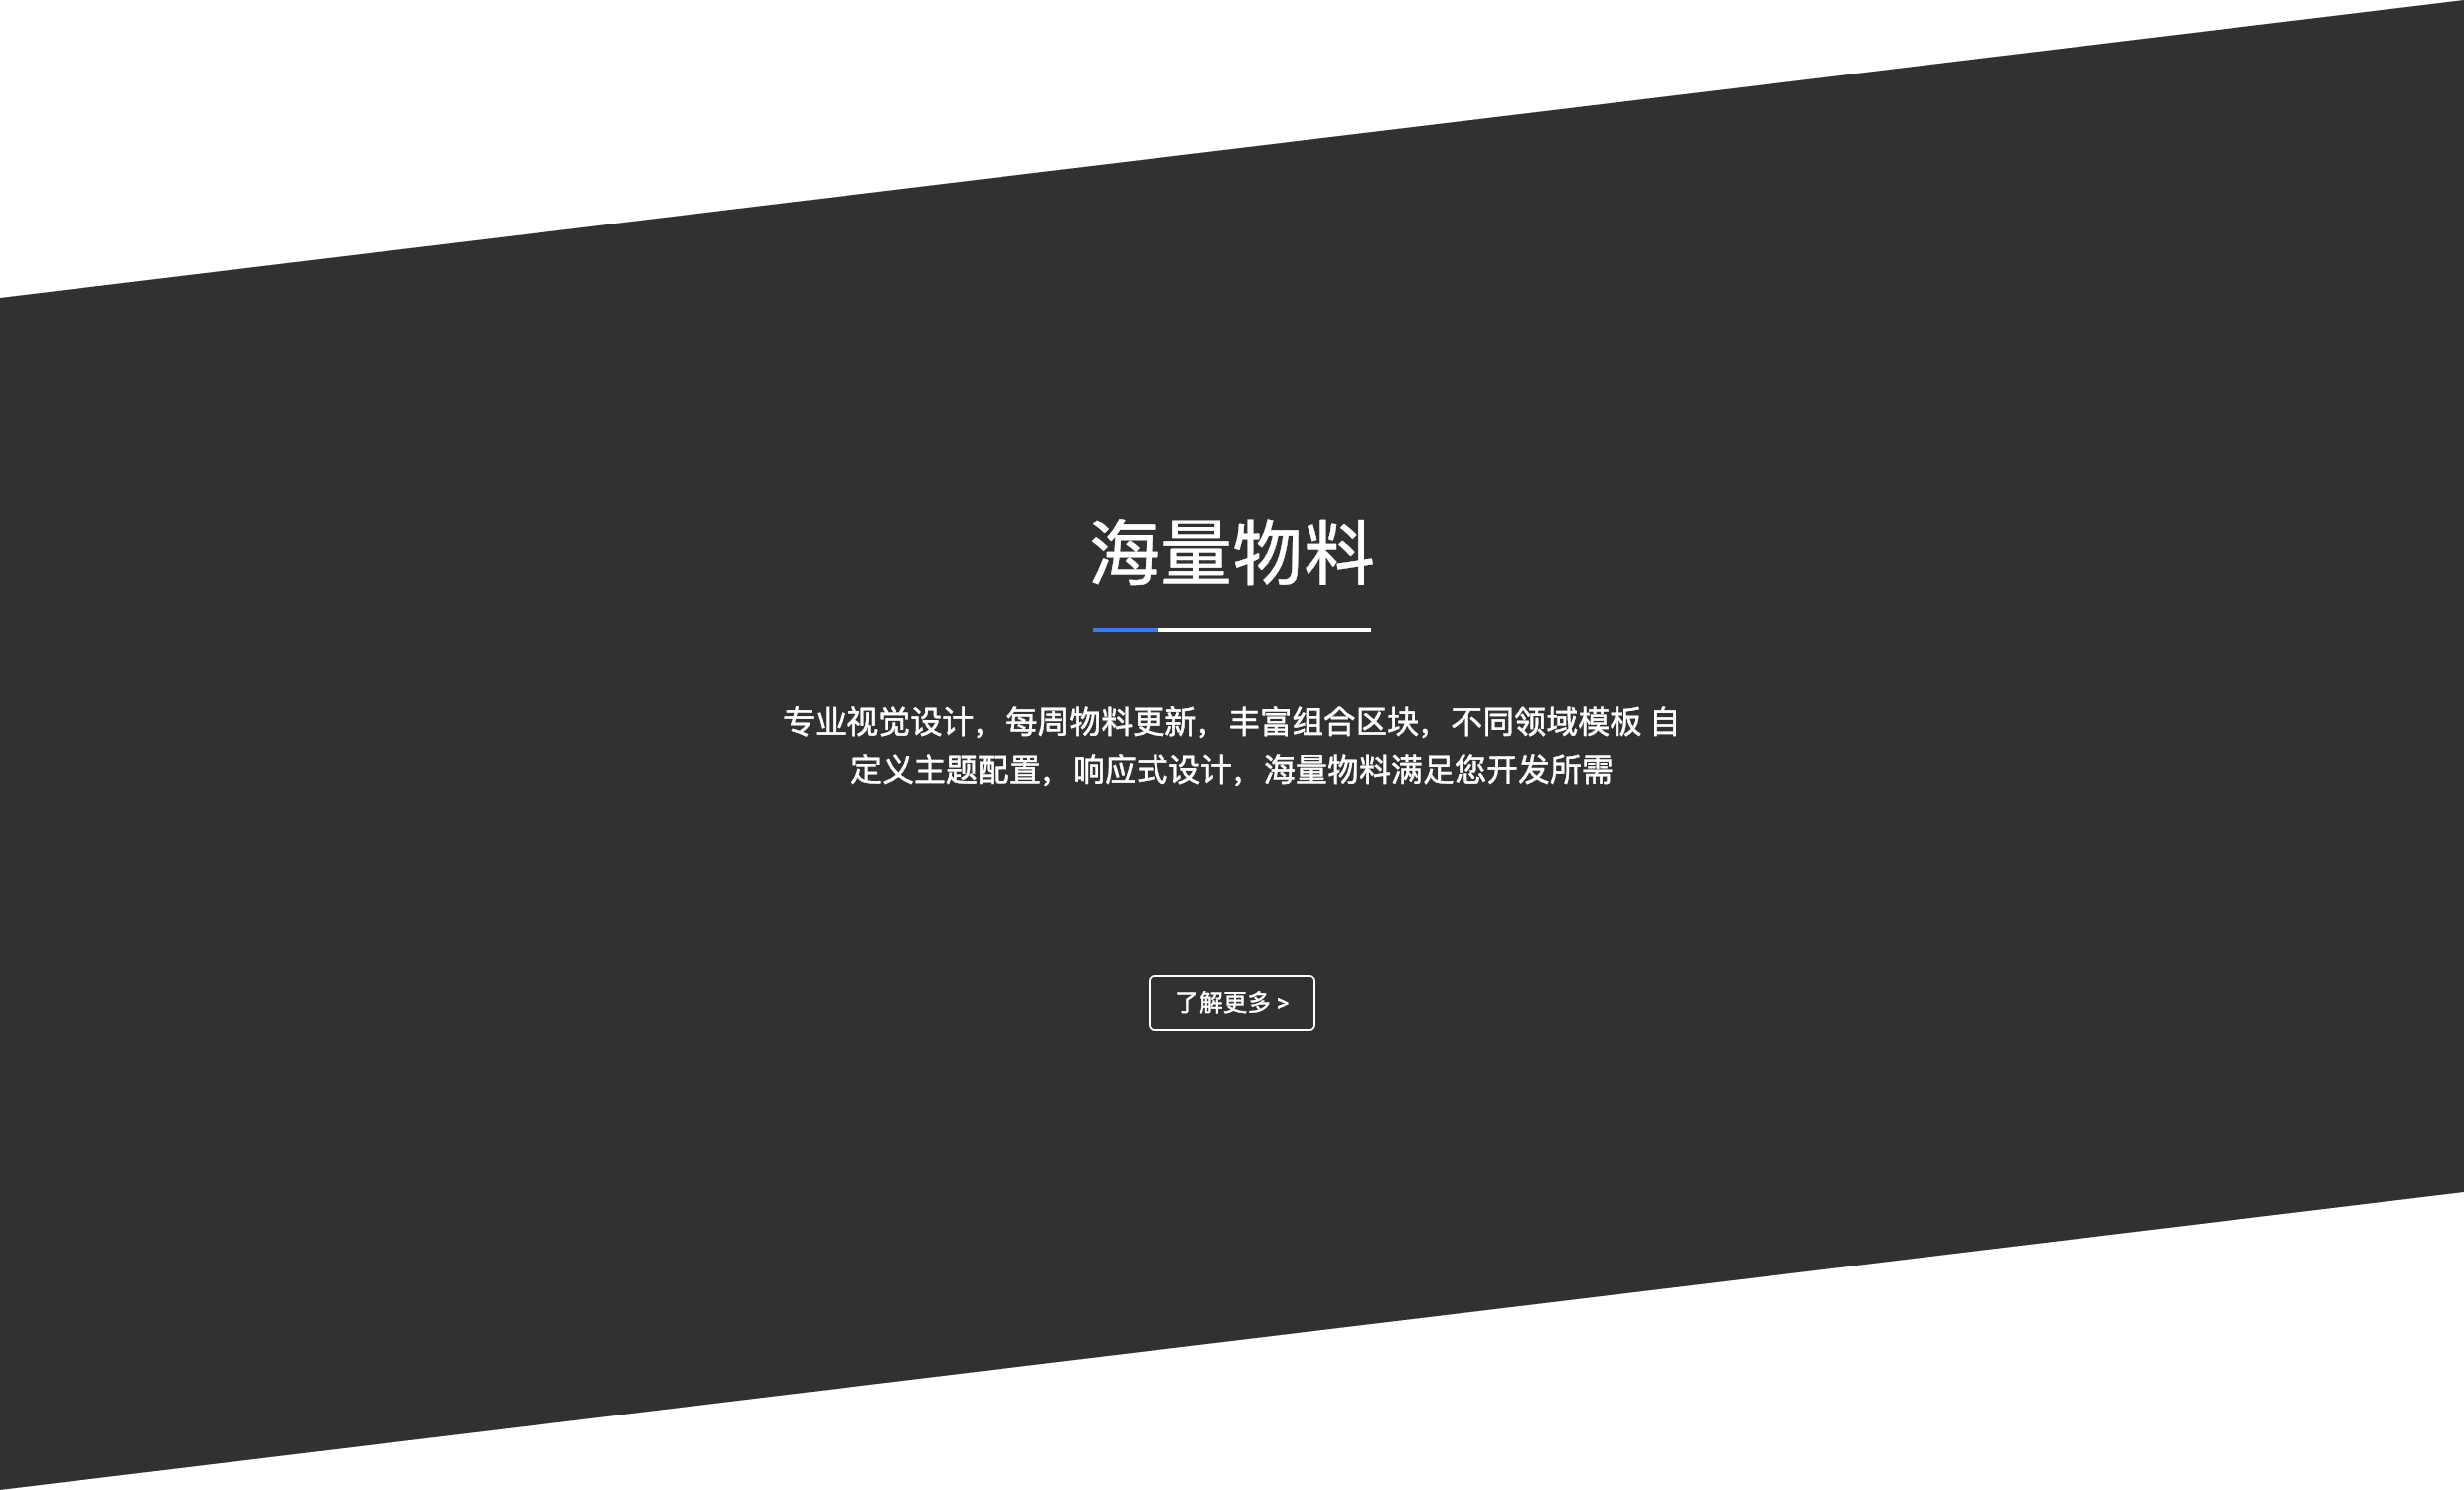 海量物料
专业视觉设计，每周物料更新，丰富组合区块，不同领域模板 自
定义主题配置，响应式设计，海量物料满足您开发所需
了解更多 >